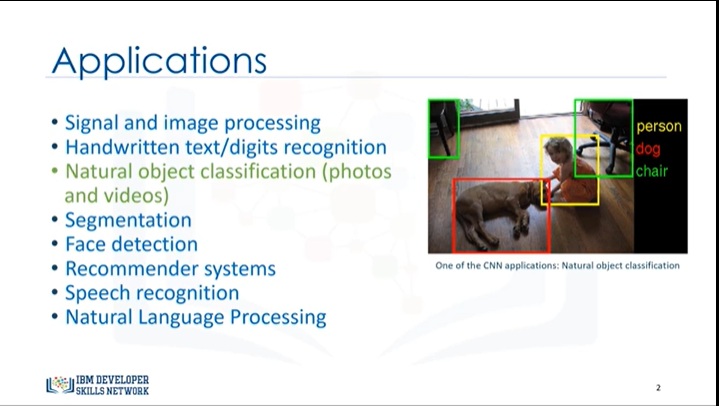 Applications
• Signal and image processing
• Handwritten text/digits recognition
• Natural object classification (photos
and videos)
• Segmentation
• Face detection
• Recommender systems
• Speech recognition
• Natural Language Processing
person
dog
chair
One of the CNN applications: Natural object classification
IBM DEVELOPER
SKILLS NETWORK
2